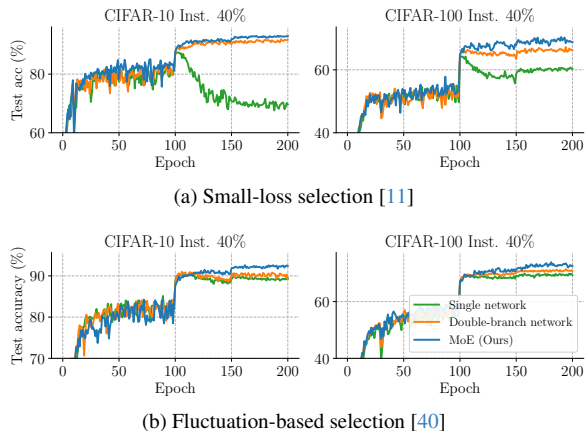 CIFAR-10 Inst. 40%
CIFAR-100 Inst. 40%
Test acc (%)
80
60
60
40
0 50 100 150 200
0 50 100 150 200
Epoch
Epoch
(a) Small-loss selection [11]
CIFAR-10 Inst. 40%
CIFAR-100 Inst. 40%
Test accuracy (%)
90
80
70
60
40
Single network
Double-branch network
MoE (Ours)
0 50 100 150 200
0 50 100 150 200
Epoch
Epoch
(b) Fluctuation-based selection [40]